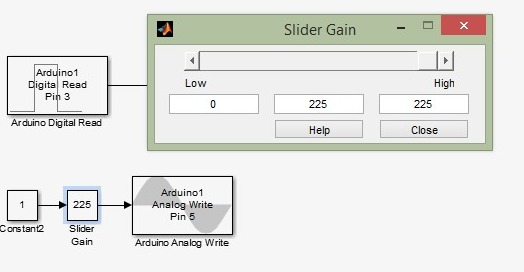 Slider Gain
Arduino1
Digital Read
Pin 3
Arduino Digital Read
Low
High
0
225
225
Help
Close
1
Constant2
225
Slider
Gain
Arduino1
Analog Write
Pin 5
Arduino Analog Write